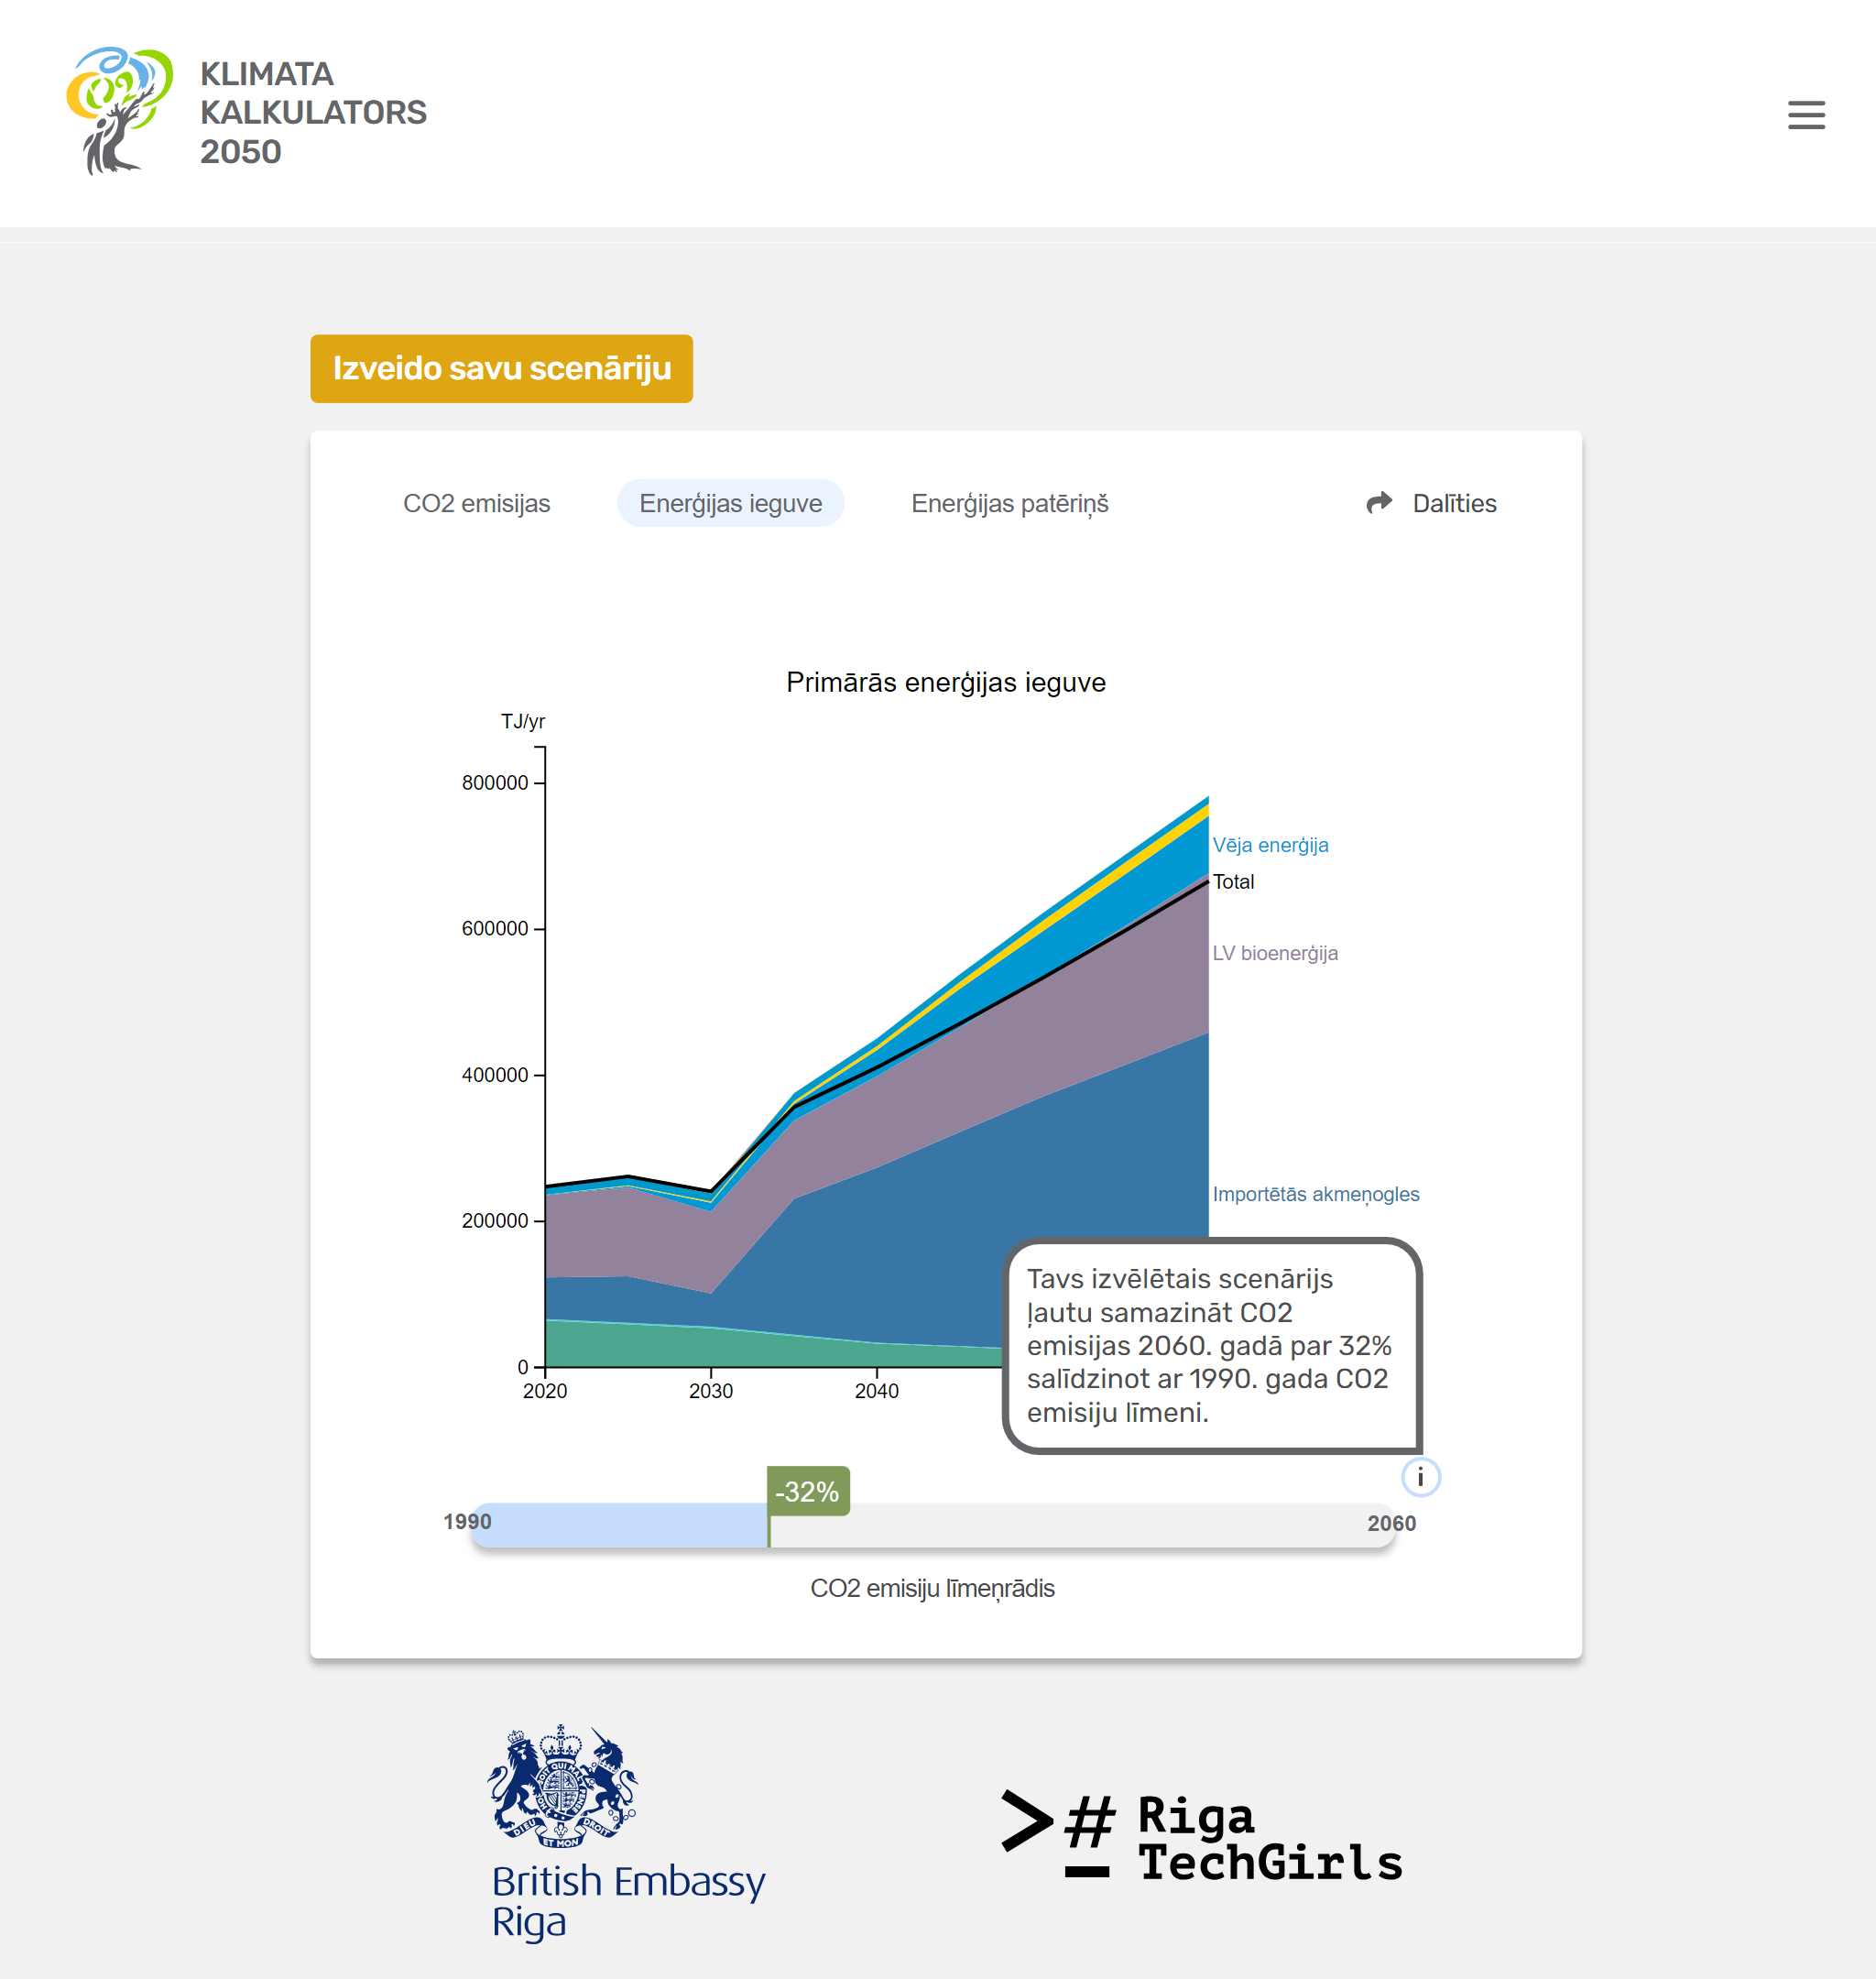 KLIMATA
KALKULATORS
2050
Izveido savu scenāriju
CO2 emisijas
Enerģijas ieguve
Enerģijas patēriņš
Dalīties
Primārās enerģijas ieguve
TJ/yr
800000
600000
400000
200000
0
2020
2030
2040
Vēja enerģija
Total
LV bioenerģija
Importētās akmeņogles
Tavs izvēlētais scenārijs
ļautu samazināt CO2
emisijas 2060. gadā par 32%
salīdzinot ar 1990. gada CO2
emisiju līmeni.
i
-32%
1990
2060
CO2 emisiju līmeņrādis
DIEU
ET MON
DROIT
British Embassy
Riga
>#_ Riga
TechGirls